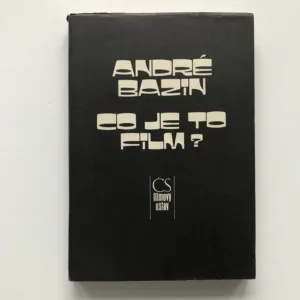 ANDRÉ
BAZIN
CO JE TO
FILM?
ČS
filmový
ústav